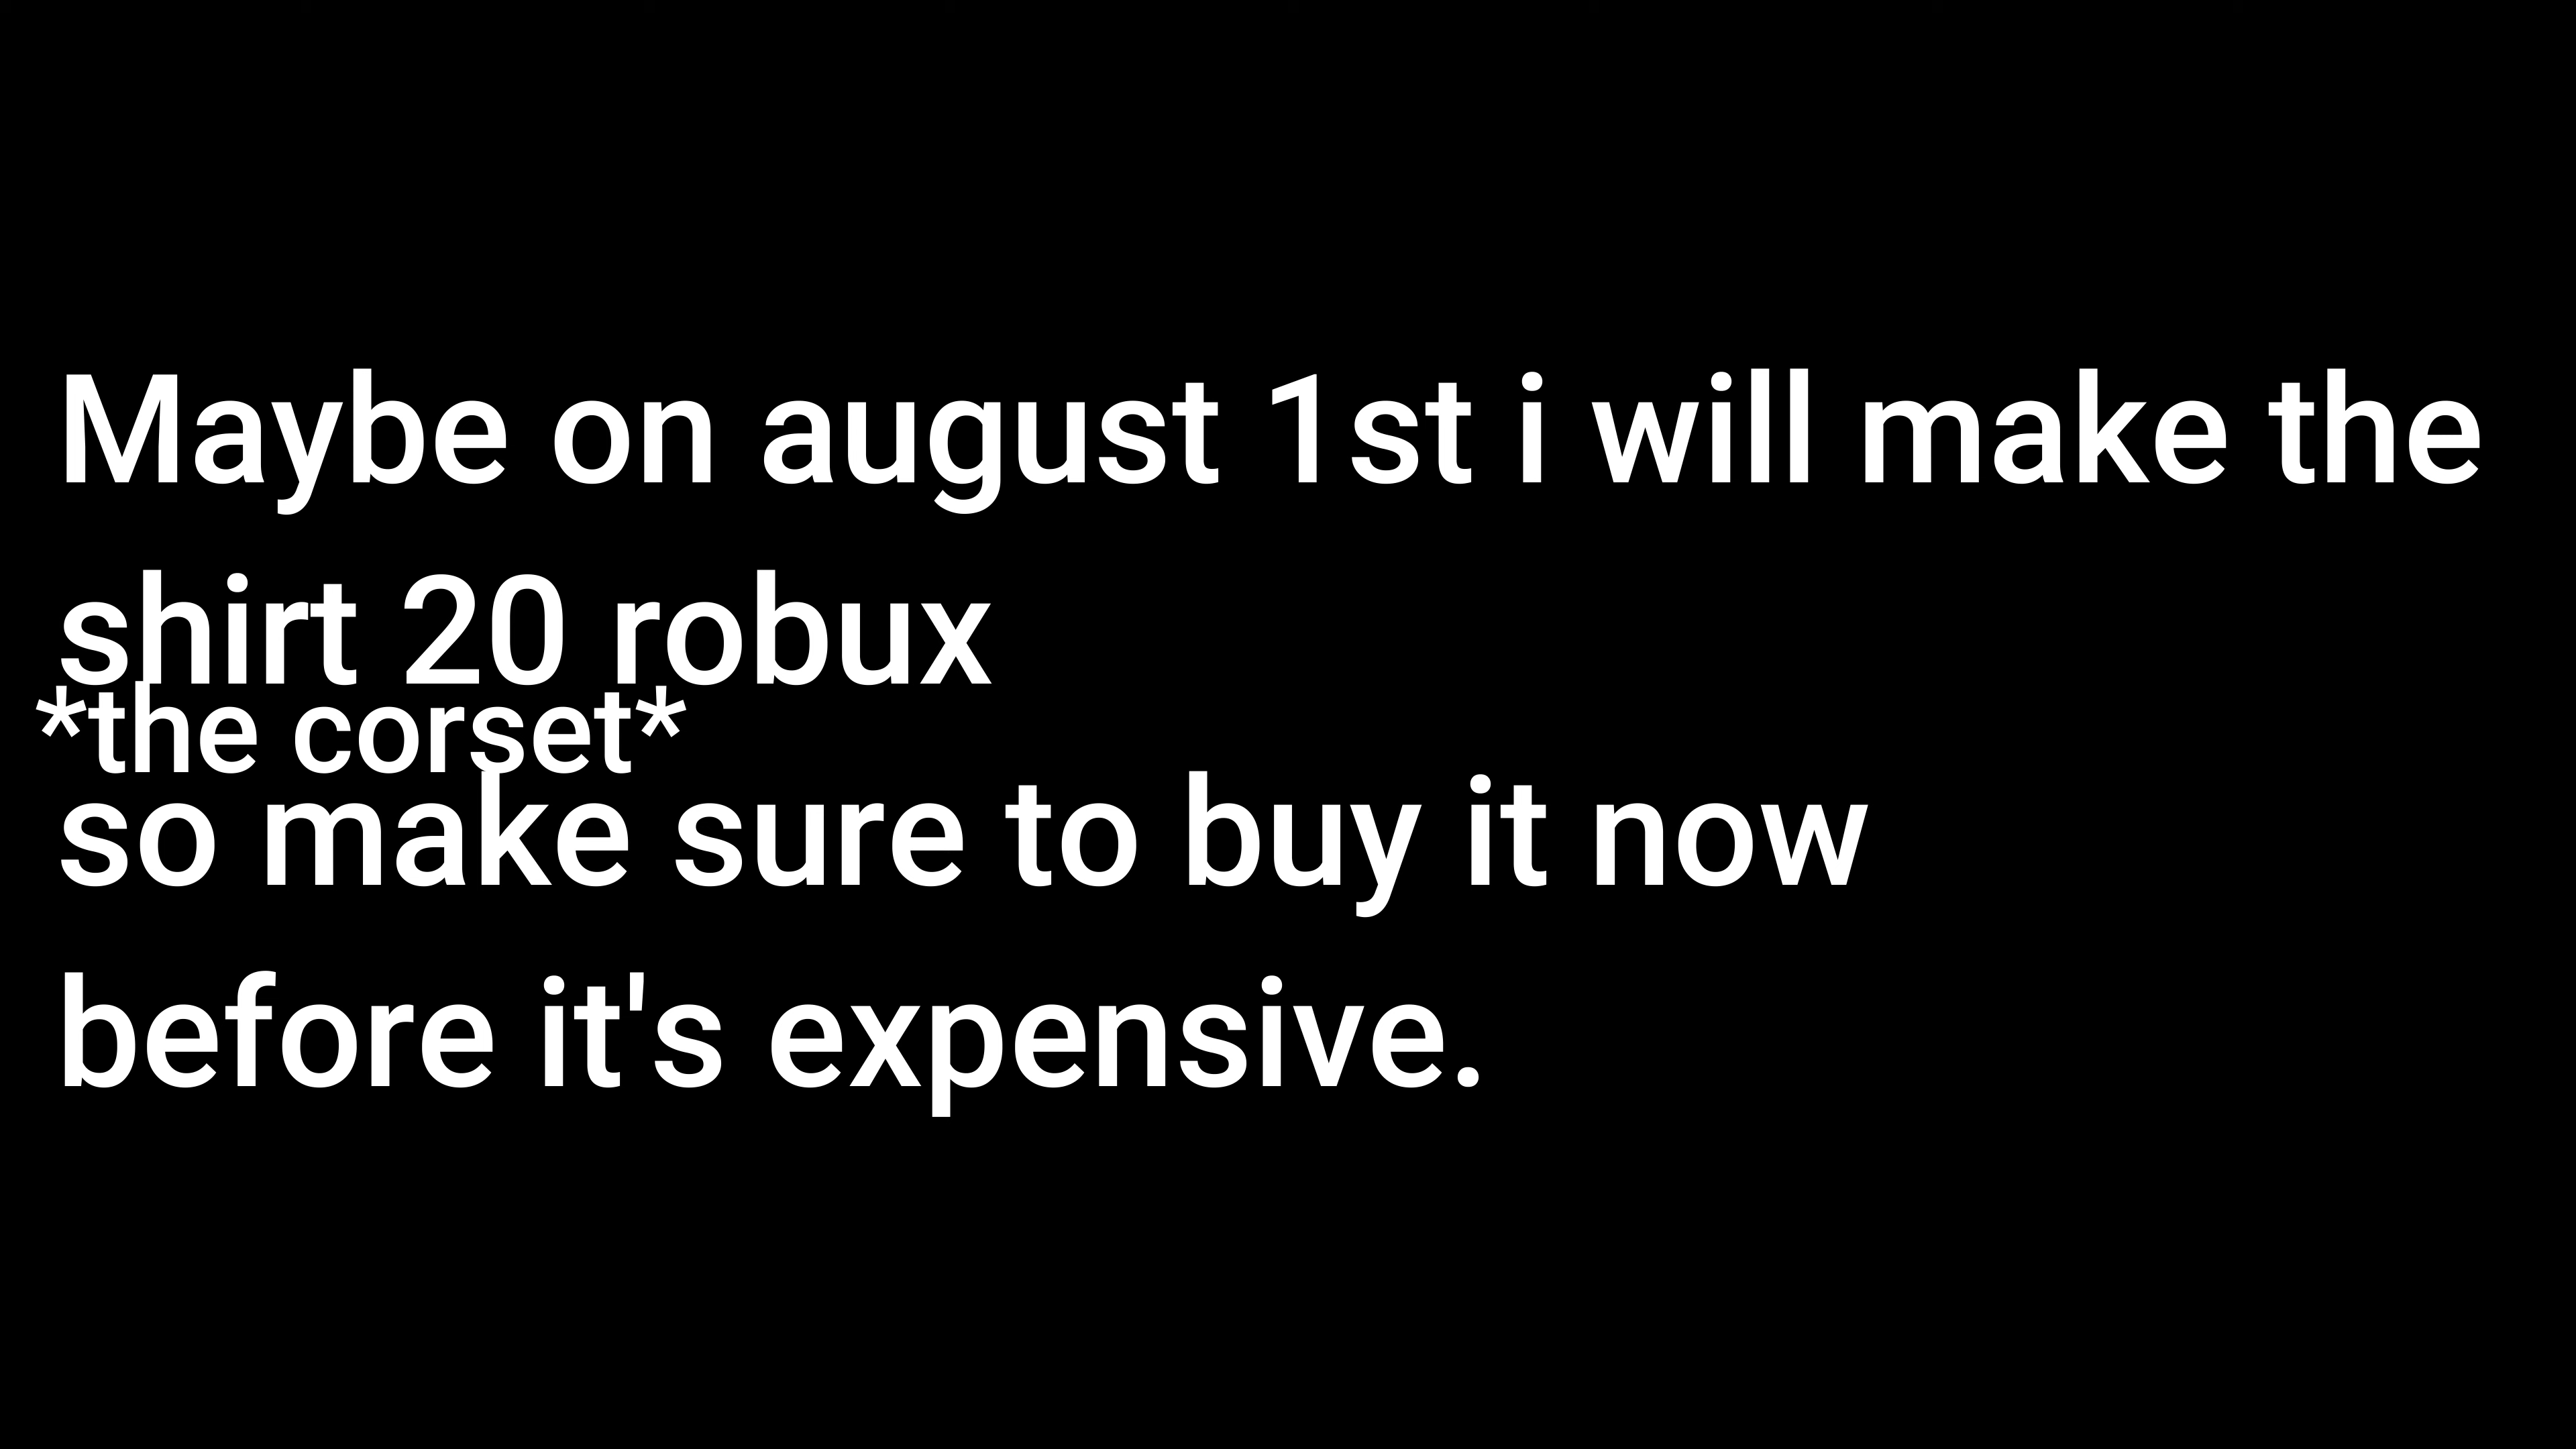 Maybe on august 1st i will make the
shirt 20 robux
*the corset*
so make sure to buy it now
before it's expensive.